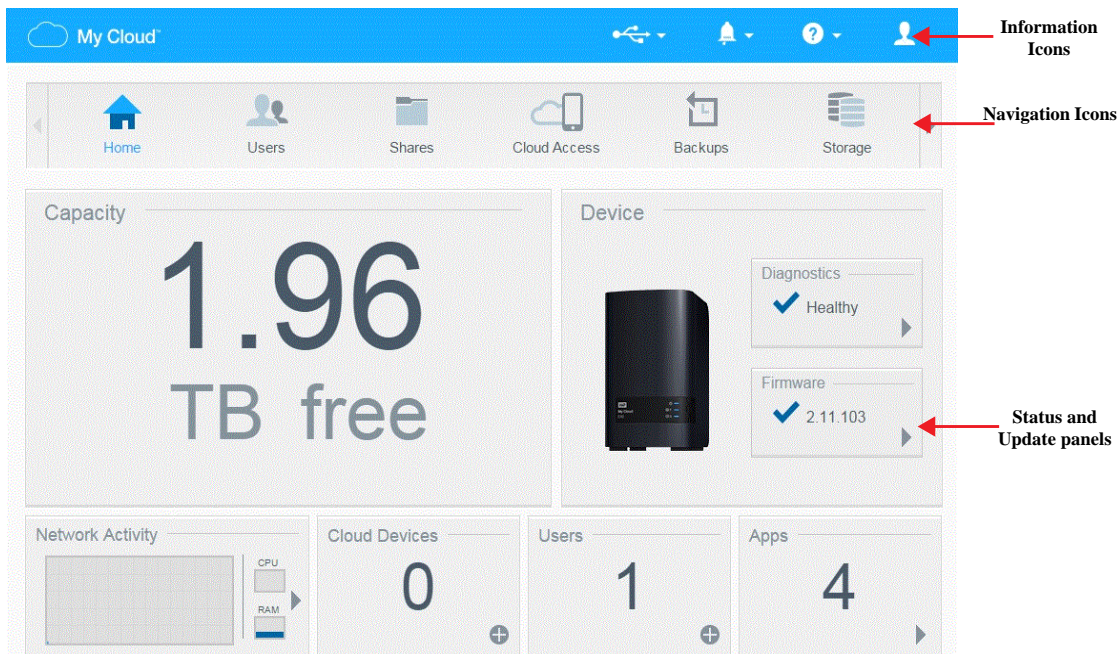 My Cloud™
Information
Icons
Home
Users
Shares
Cloud Access
Backups
Storage
Navigation Icons
Capacity
1.96
TB free
Device
Diagnostics
Healthy
Firmware
2.11.103
Status and
Update panels
Network Activity
CPU
RAM
Cloud Devices
0
Users
1
Apps
4